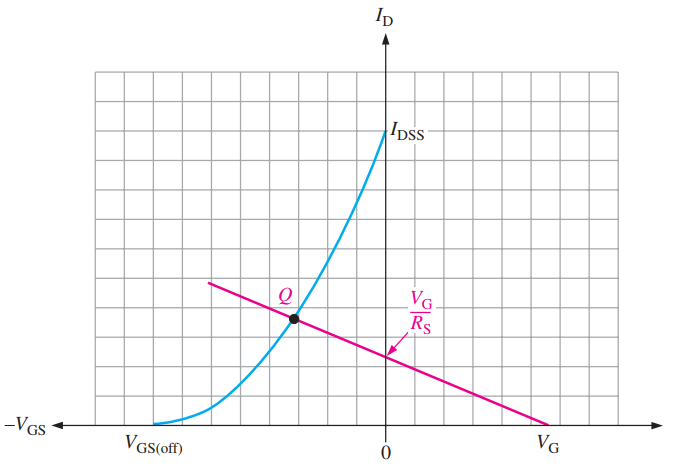 I_D
I_DSS
Q
V_G
R_S
–V_GS
V_GS(off)
0
V_G